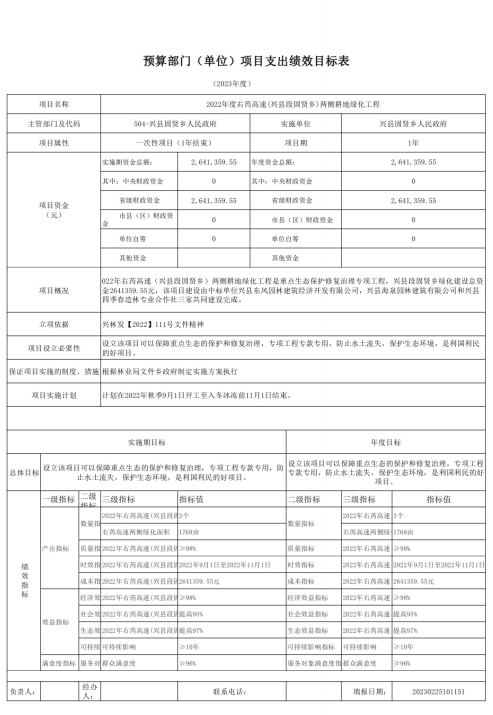 预算部门（单位）项目支出绩效目标表
（2023年度）
项目名称 2022年度右芮高速(兴县段固贤乡)两侧耕地绿化工程
主管部门及代码 504-兴县固贤乡人民政府 实施单位 兴县固贤乡人民政府
项目属性 一次性项目（1年结束） 项目期 1年
项目资金
（元）
实施期资金总额： 2,641,359.55 年度资金总额： 2,641,359.55
其中：中央财政资金 0 其中：中央财政资金 0
省级财政资金 2,641,359.55 省级财政资金 2,641,359.55
市县（区）财政资金 0 市县（区）财政资金 0
单位自筹 0 单位自筹 0
其他资金 其他资金
项目概况
022年右芮高速（兴县段固贤乡）两侧耕地绿化工程是重点生态保护修复治理专项工程，兴县段固贤乡绿化建设总资
金2641359.55元，该项目建设由中标单位兴县东风园林建筑经济开发有限公司，兴县海泉园林建筑有限公司和兴县
四季春造林专业合作社三家共同建设完成。
立项依据 兴林发【2022】111号文件精神
项目设立必要性
设立该项目可以保障重点生态的保护和修复治理，专项工程专款专用，防止水土流失，保护生态环境，是利国利民
的好项目。
保证项目实施的制度、措施 根据林业局文件乡政府制定实施方案执行
项目实施计划 计划在2022年秋季9月1日开工至入冬冰冻前11月1日结束。
实施期目标 年度目标
总体目标
设立该项目可以保障重点生态的保护和修复治理，专项工程专款专用，防
止水土流失，保护生态环境，是利国利民的好项目。
设立该项目可以保障重点生态的保护和修复治理，专项工程
专款专用，防止水土流失，保护生态环境，是利国利民的好
项目。
绩效指标
一级指标 二级指标 三级指标 指标值 二级指标 三级指标 指标值
产出指标
数量指 2022年右芮高速(兴县段固 3个 数量指标 2022年右芮高速 3个
右芮高速两侧绿化面积 1768亩 右芮高速两侧绿 1768亩
质量指 2022年右芮高速(兴县段固 ≥98% 质量指标 2022年右芮高速 ≥98%
时效指 2022年右芮高速(兴县段固 2022年9月1日至2022年11月1日 时效指标 2022年右芮高速 2022年9月1日至2022年11月1日
成本指 2022年右芮高速(兴县段固 2641359.55元 成本指标 2022年右芮高速 2641359.55元
效益指标
经济效 2022年右芮高速(兴县段固 ≥98% 经济效益指标 2022年右芮高速 ≥98%
社会效 2022年右芮高速(兴县段固 提高95% 社会效益指标 2022年右芮高速 提高95%
生态效 2022年右芮高速(兴县段固 提高97% 生态效益指标 2022年右芮高速 提高97%
可持续 可持续影响 ≥10年 可持续影响指标 可持续影响 ≥10年
满意度指标 服务对 群众满意度 ≥96% 服务对象满意度指 群众满意度 ≥96%
负责人： 经办人： 联系电话： 填报日期： 20230225101151